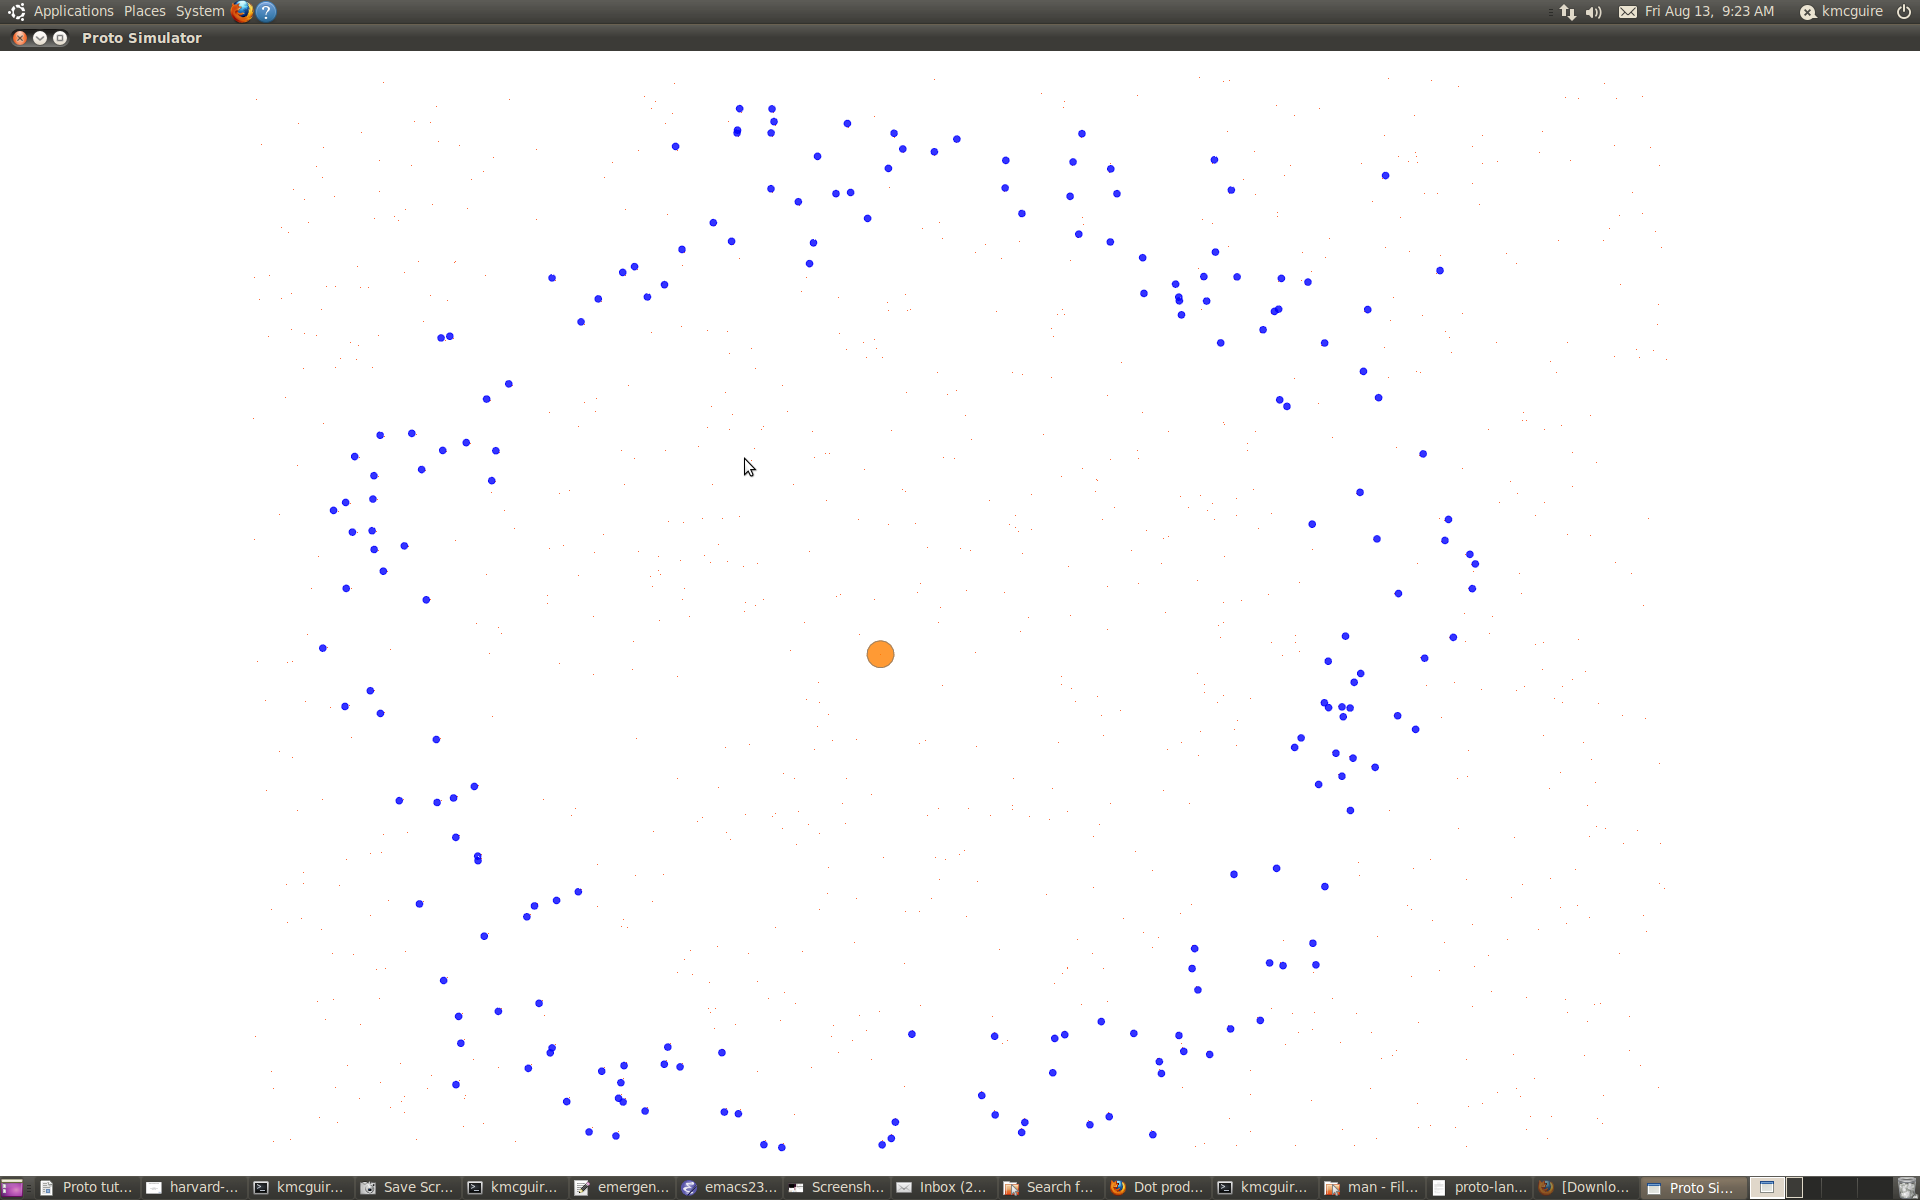 Applications Places System ? Fri Aug 13, 9:23 AM kmcguire
Proto Simulator
Proto tut... harvard-... kmcguir... Save Scr... kmcguir... emergen... emacs23... Screensh... Inbox (2... Search f... Dot prod... kmcguir... man - Fil... proto-lan... [Downlo... Proto Si...